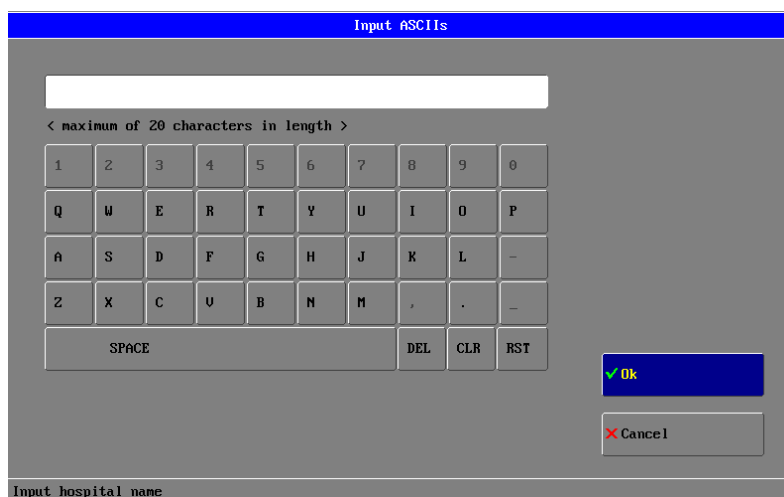 Input ASCIIs
< maximum of 20 characters in length >
1 2 3 4 5 6 7 8 9 0
Q W E R T Y U I O P
A S D F G H J K L -
Z X C V B N M , . _
SPACE DEL CLR RST
Ok
Cancel
Input hospital name